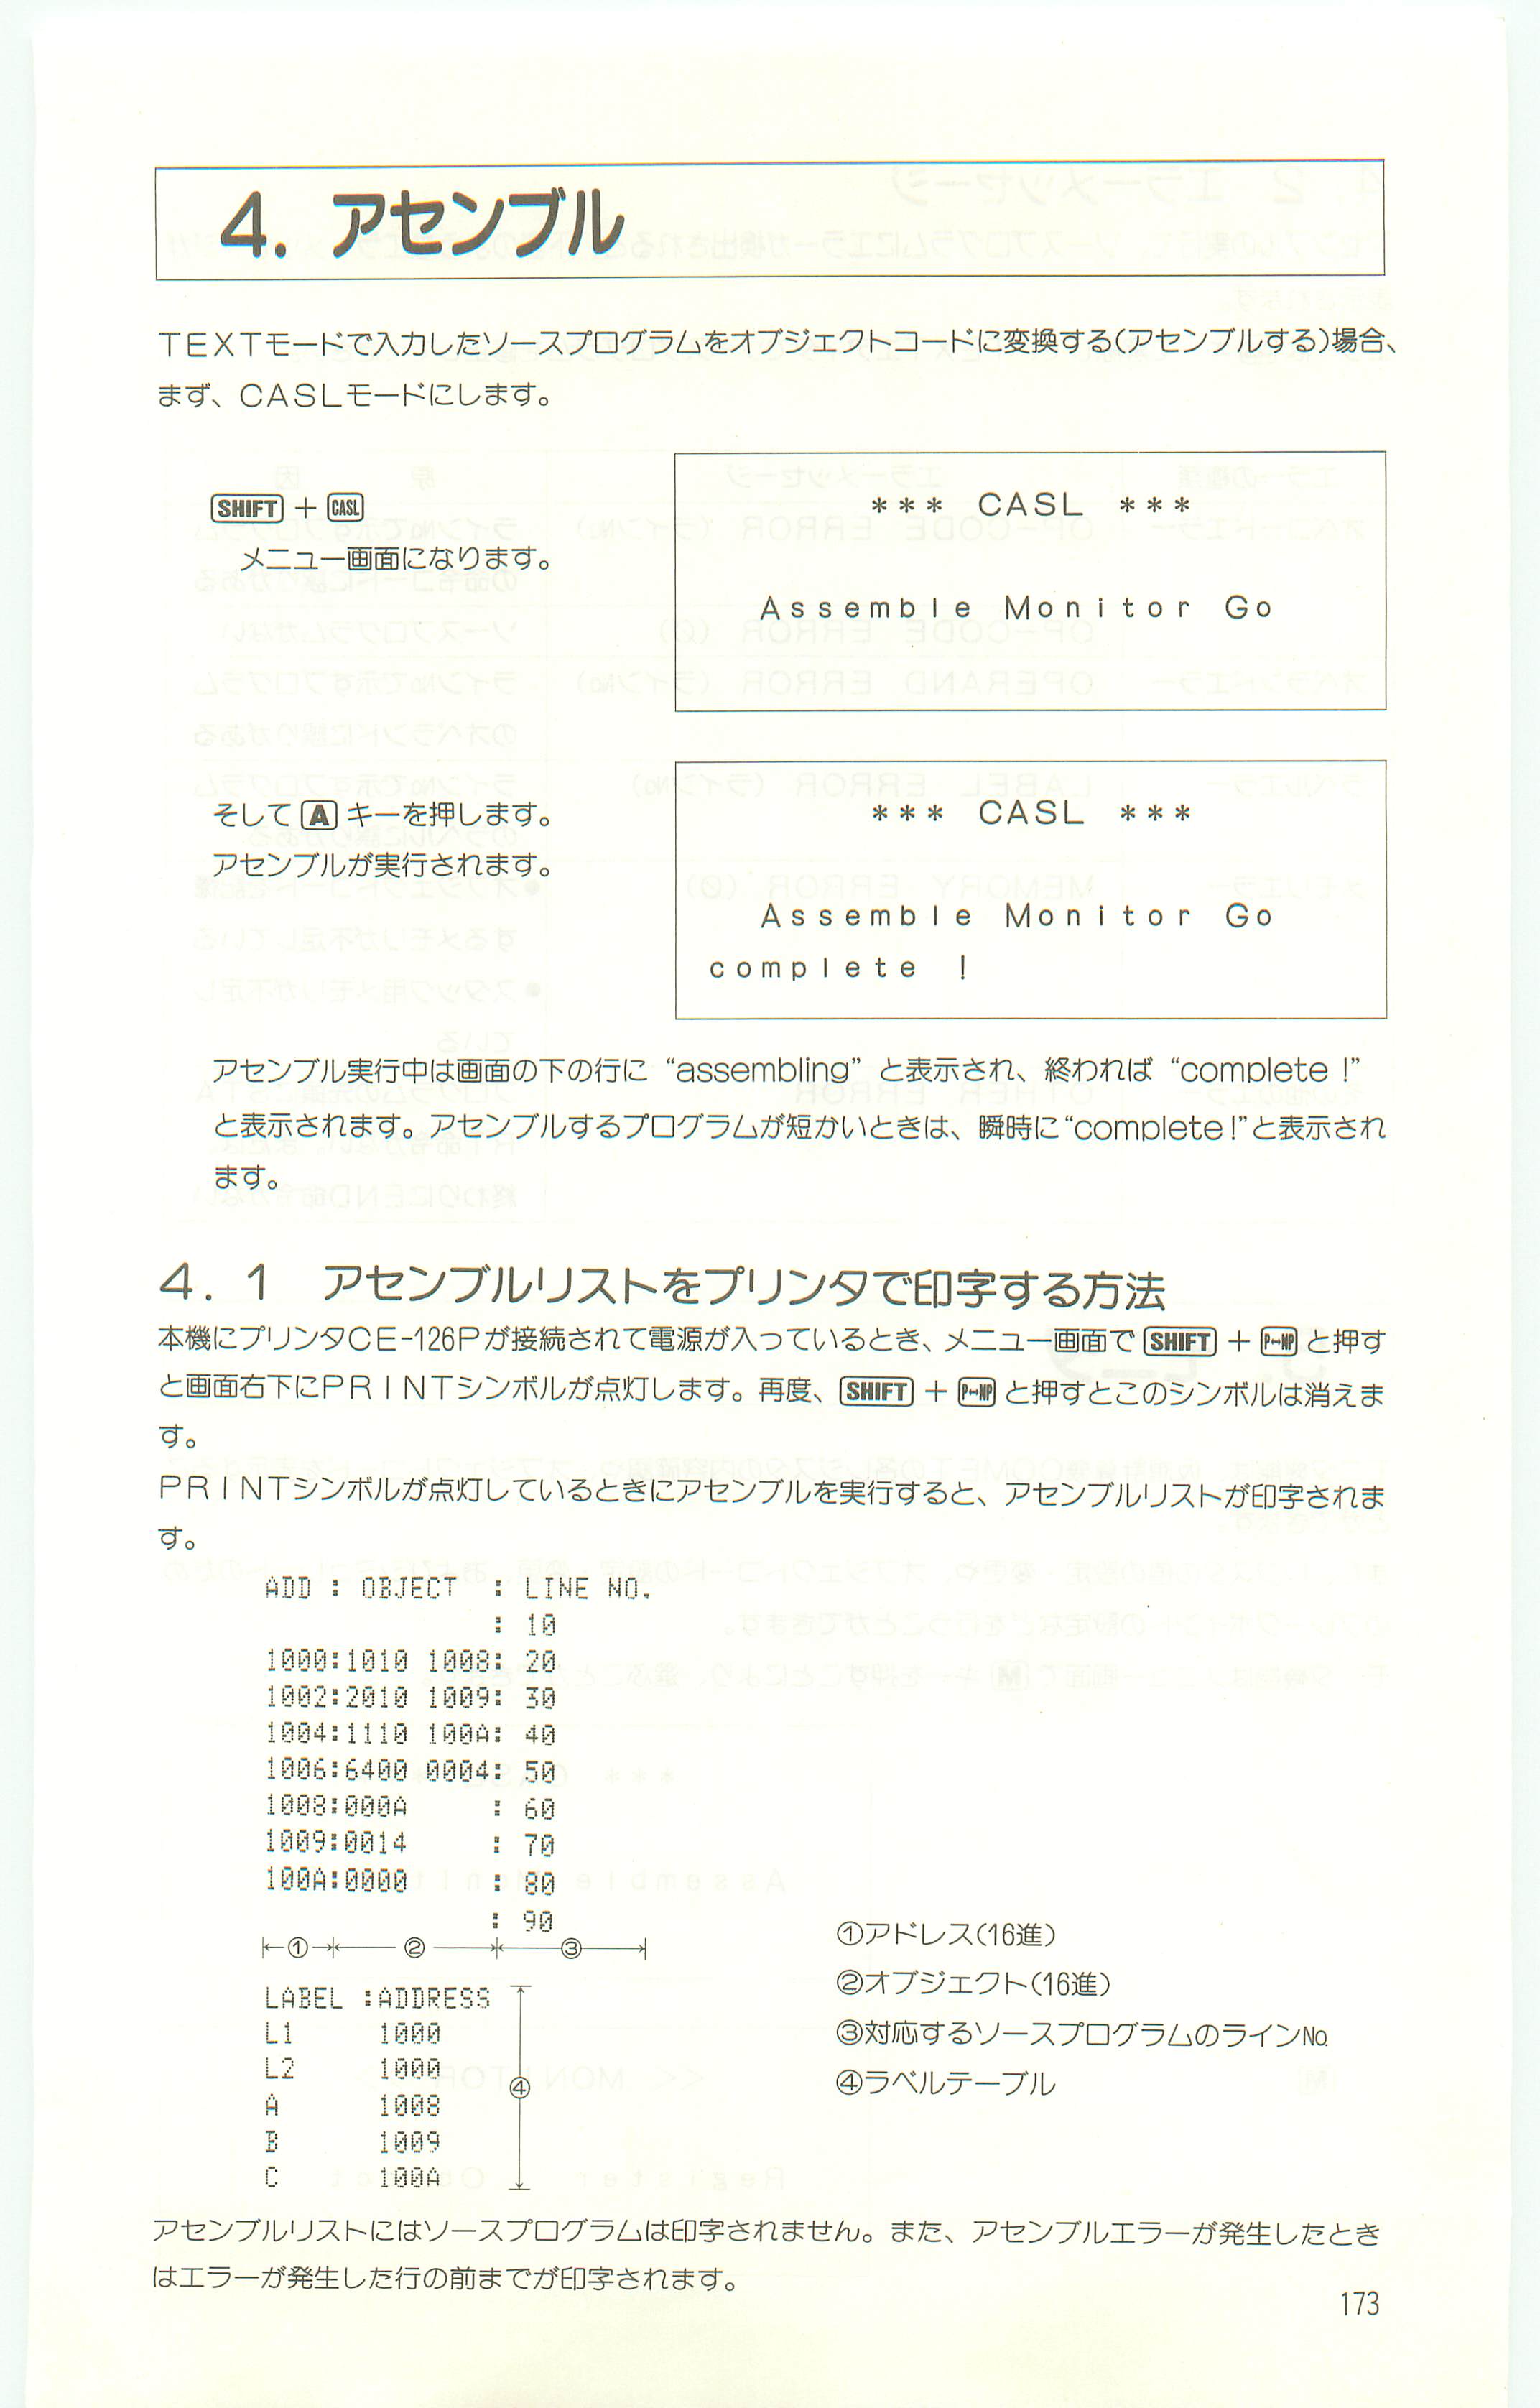 4. アセンブル
TEXTモードで入力したソースプログラムをオブジェクトコードに変換する(アセンブルする)場合、
まず、CASLモードにします。
SHIFT + CASL
メニュー画面になります。
*** CASL ***
Assemble Monitor Go
そして A キーを押します。
アセンブルが実行されます。
*** CASL ***
Assemble Monitor Go
complete !
アセンブル実行中は画面の下の行に “assembling” と表示され、終われば “complete !”
と表示されます。アセンブルするプログラムが短かいときは、瞬時に“complete !”と表示され
ます。
4. 1 アセンブルリストをプリンタで印字する方法
本機にプリンタCE-126Pが接続されて電源が入っているとき、メニュー画面で SHIFT + P↔NP と押す
と画面右下にPRINTシンボルが点灯します。再度、 SHIFT + P↔NP と押すとこのシンボルは消えま
す。
PRINTシンボルが点灯しているときにアセンブルを実行すると、アセンブルリストが印字されま
す。
ADD : OBJECT : LINE NO.
: 10
1000:1010 1008: 20
1002:2010 1009: 30
1004:1110 100A: 40
1006:6400 0004: 50
1008:000A : 60
1009:0014 : 70
100A:0000 : 80
: 90
① ② ③
LABEL :ADDRESS
L1 1000
L2 1000
A 1008
B 1009
C 100A
④
①アドレス(16進)
②オブジェクト(16進)
③対応するソースプログラムのラインNo.
④ラベルテーブル
アセンブルリストにはソースプログラムは印字されません。また、アセンブルエラーが発生したとき
はエラーが発生した行の前までが印字されます。
173